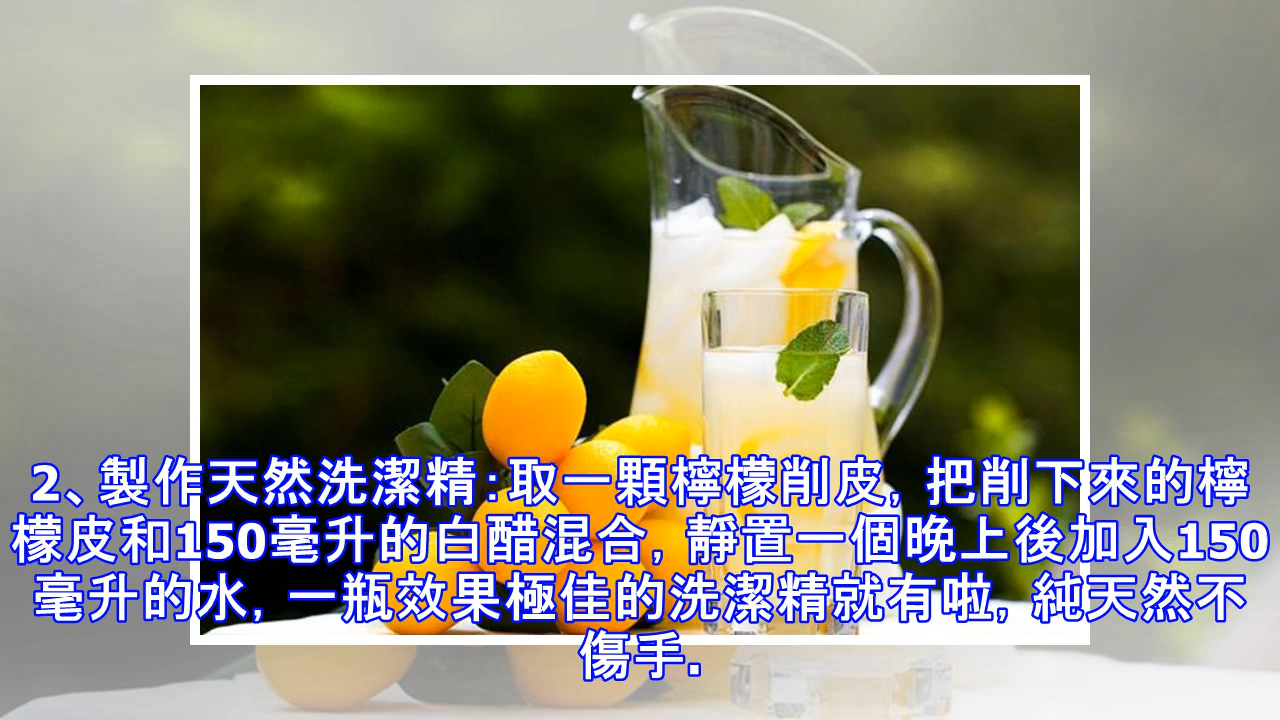 2、製作天然洗潔精:取一顆檸檬削皮, 把削下來的檸
檬皮和150毫升的白醋混合, 靜置一個晚上後加入150
毫升的水, 一瓶效果極佳的洗潔精就有啦, 純天然不
傷手.